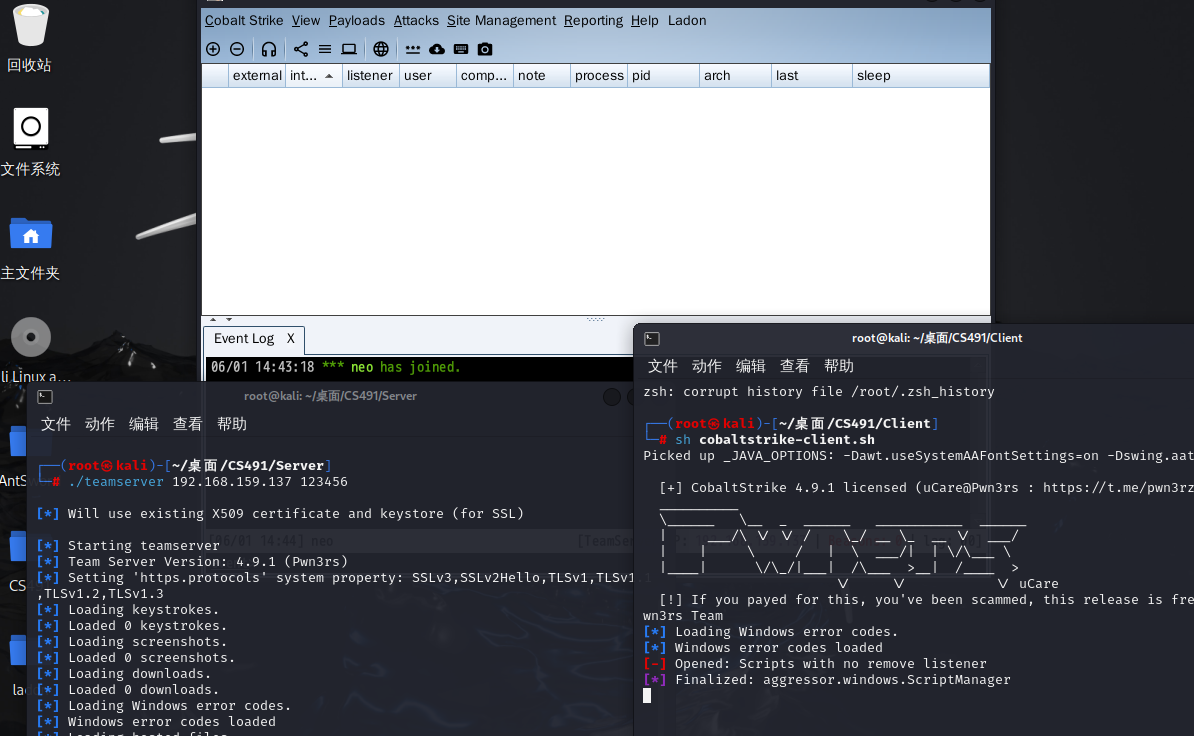 回收站
文件系统
主文件夹
Cobalt Strike View Payloads Attacks Site Management Reporting Help Ladon
external int... listener user comp... note process pid arch last sleep
Event Log X
06/01 14:43:18 *** neo has joined.
root@kali: ~/桌面/CS491/Server
文件 动作 编辑 查看 帮助
┌──(root㉿kali)-[~/桌面/CS491/Server]
└─# ./teamserver 192.168.159.137 123456
[*] Will use existing X509 certificate and keystore (for SSL)
[*] Starting teamserver
[*] Team Server Version: 4.9.1 (Pwn3rs)
[*] Setting 'https.protocols' system property: SSLv3,SSLv2Hello,TLSv1,TLSv1.1
,TLSv1.2,TLSv1.3
[*] Loading keystrokes.
[*] Loaded 0 keystrokes.
[*] Loading screenshots.
[*] Loaded 0 screenshots.
[*] Loading downloads.
[*] Loaded 0 downloads.
[*] Loading Windows error codes.
[*] Windows error codes loaded
[*] Loading hosted files
root@kali: ~/桌面/CS491/Client
文件 动作 编辑 查看 帮助
zsh: corrupt history file /root/.zsh_history
┌──(root㉿kali)-[~/桌面/CS491/Client]
└─# sh cobaltstrike-client.sh
Picked up _JAVA_OPTIONS: -Dawt.useSystemAAFontSettings=on -Dswing.aat
[+] CobaltStrike 4.9.1 licensed (uCare@Pwn3rs : https://t.me/pwn3rz
uCare
[!] If you payed for this, you've been scammed, this release is fre
wn3rs Team
[*] Loading Windows error codes.
[*] Windows error codes loaded
[-] Opened: Scripts with no remove listener
[*] Finalized: aggressor.windows.ScriptManager
[06/01 14:44] neo
li Linux a...
AntS
CS4
lad